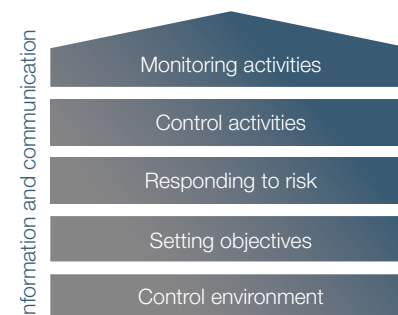 nformation and communication
Monitoring activities
Control activities
Responding to risk
Setting objectives
Control environment